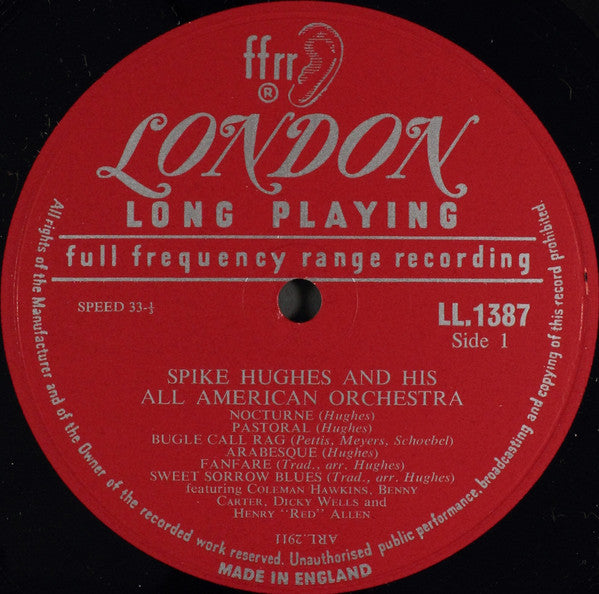 ffrr
®
LONDON
LONG PLAYING
full frequency range recording
SPEED 33-⅓
LL.1387
Side 1
SPIKE HUGHES AND HIS
ALL AMERICAN ORCHESTRA
NOCTURNE (Hughes)
PASTORAL (Hughes)
BUGLE CALL RAG (Pettis, Meyers, Schoebel)
ARABESQUE (Hughes)
FANFARE (Trad., arr. Hughes)
SWEET SORROW BLUES (Trad., arr. Hughes)
featuring COLEMAN HAWKINS, BENNY
CARTER, DICKY WELLS and
HENRY "RED" ALLEN
ARL.2911
All rights of the Manufacturer and of the Owner of the recorded work reserved. Unauthorised public performance, broadcasting and copying of this record prohibited.
MADE IN ENGLAND